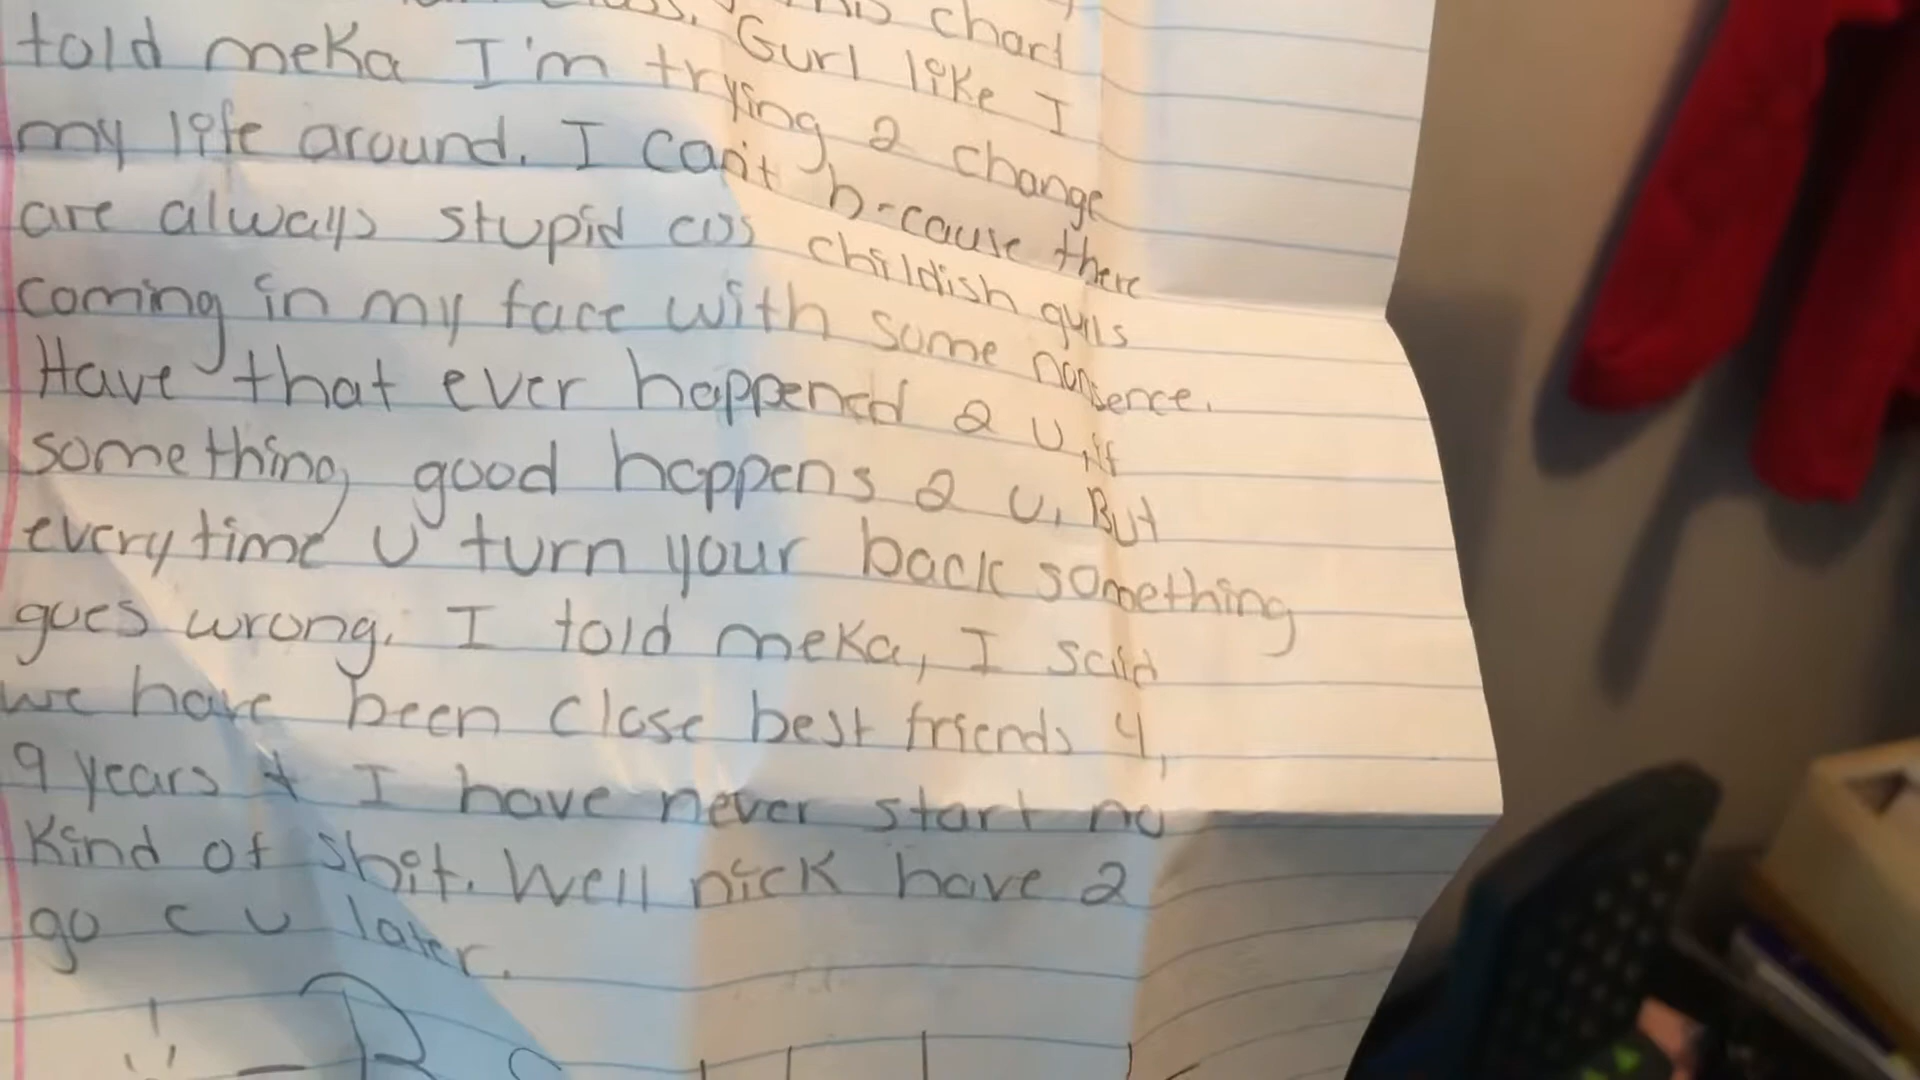 chart
Gurl like I
told meka I'm trying 2 change
my life around. I can't b-cause there
are always stupid ass childish gurls
coming in my face with some nonsence.
Have that ever happened 2 u, if
something good happens 2 u, But
everytime u turn your back something
goes wrong. I told meka, I said
we have been close best friends 4,
9 years + I have never start no
kind of shit. Well nick have 2
go c u later.